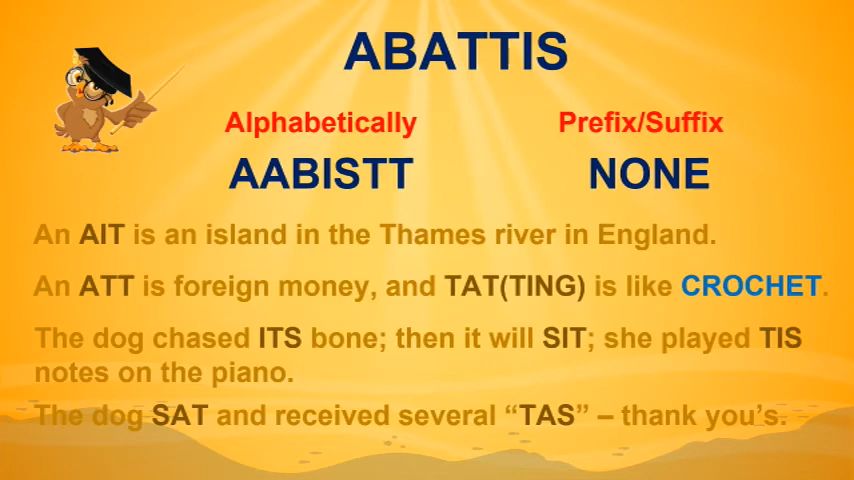 ABATTIS
Alphabetically
Prefix/Suffix
AABISTT
NONE
An AIT is an island in the Thames river in England.
An ATT is foreign money, and TAT(TING) is like CROCHET.
The dog chased ITS bone; then it will SIT; she played TIS
notes on the piano.
The dog SAT and received several “TAS” – thank you’s.